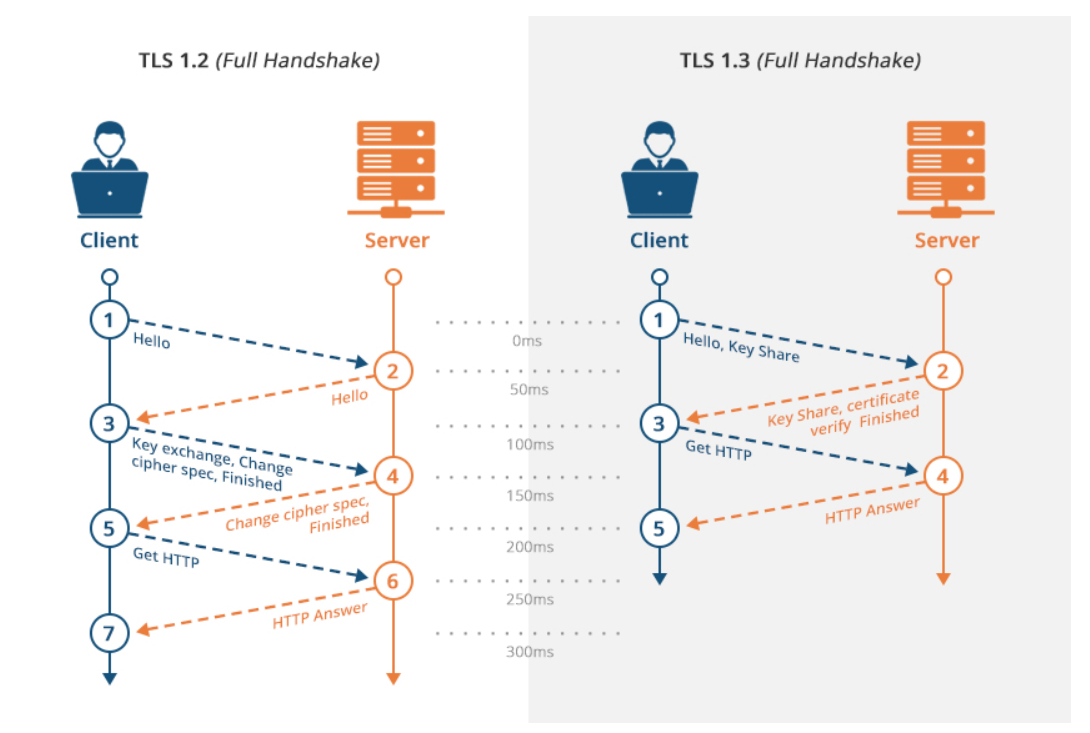 TLS 1.2 (Full Handshake)
TLS 1.3 (Full Handshake)
Client
Server
Client
Server
1
Hello
2
Hello
3
Key exchange, Change
cipher spec, Finished
4
Change cipher spec,
Finished
5
Get HTTP
6
HTTP Answer
7
0ms
50ms
100ms
150ms
200ms
250ms
300ms
1
Hello, Key Share
2
Key Share, certificate
verify Finished
3
Get HTTP
4
HTTP Answer
5